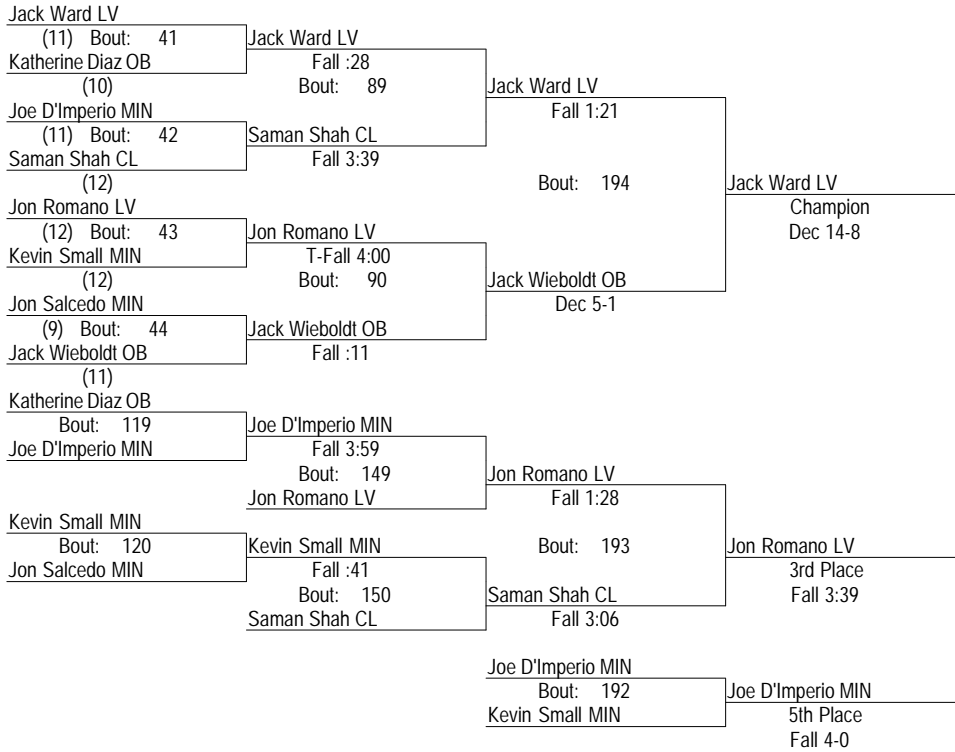 Jack Ward LV
(11) Bout: 41
Jack Ward LV
Katherine Diaz OB
Fall :28
(10)
Bout: 89
Jack Ward LV
Joe D'Imperio MIN
Fall 1:21
(11) Bout: 42
Saman Shah CL
Saman Shah CL
Fall 3:39
(12)
Bout: 194
Jack Ward LV
Jon Romano LV
Champion
(12) Bout: 43
Jon Romano LV
Dec 14-8
Kevin Small MIN
T-Fall 4:00
(12)
Bout: 90
Jack Wieboldt OB
Jon Salcedo MIN
Dec 5-1
(9) Bout: 44
Jack Wieboldt OB
Jack Wieboldt OB
Fall :11
(11)
Katherine Diaz OB
Bout: 119
Joe D'Imperio MIN
Joe D'Imperio MIN
Fall 3:59
Bout: 149
Jon Romano LV
Jon Romano LV
Fall 1:28
Kevin Small MIN
Bout: 120
Kevin Small MIN
Bout: 193
Jon Romano LV
Jon Salcedo MIN
Fall :41
3rd Place
Bout: 150
Saman Shah CL
Fall 3:39
Saman Shah CL
Fall 3:06
Joe D'Imperio MIN
Bout: 192
Joe D'Imperio MIN
Kevin Small MIN
5th Place
Fall 4-0